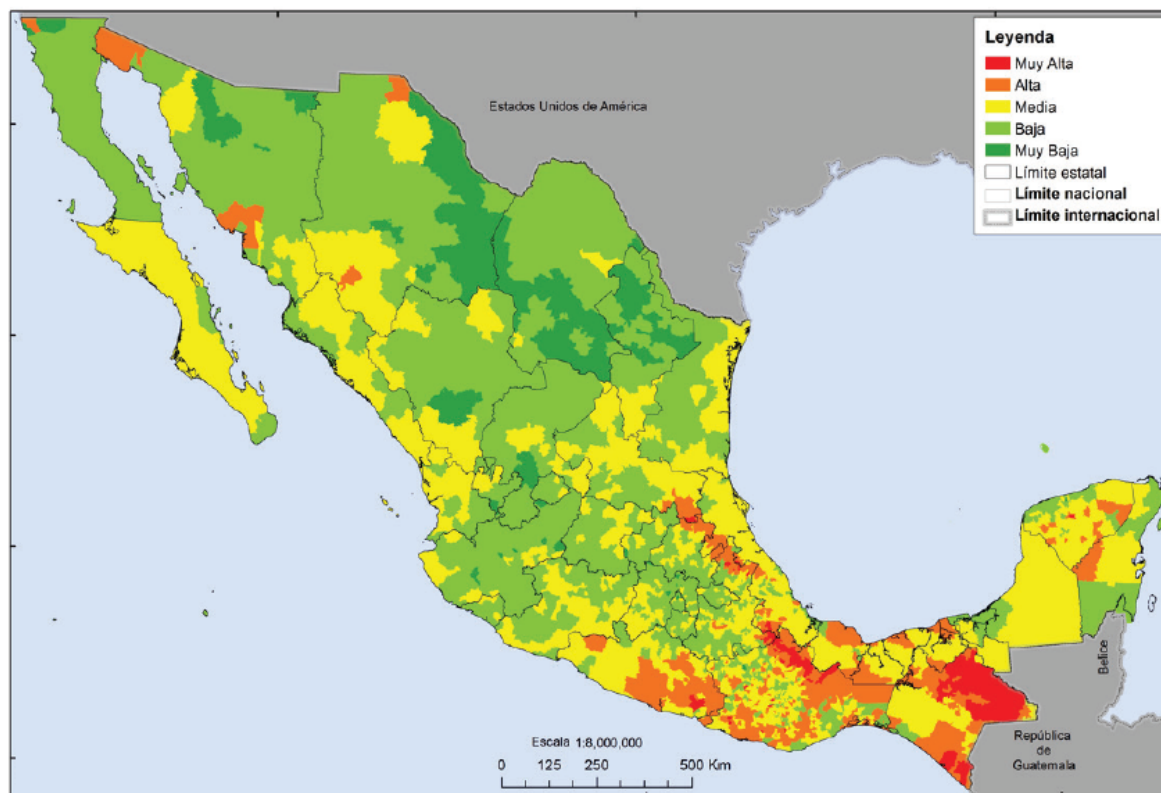 Leyenda
Muy Alta
Alta
Media
Baja
Muy Baja
Límite estatal
Límite nacional
Límite internacional
Estados Unidos de América
Belice
República
de
Guatemala
Escala 1:8,000,000
0 125 250 500 Km